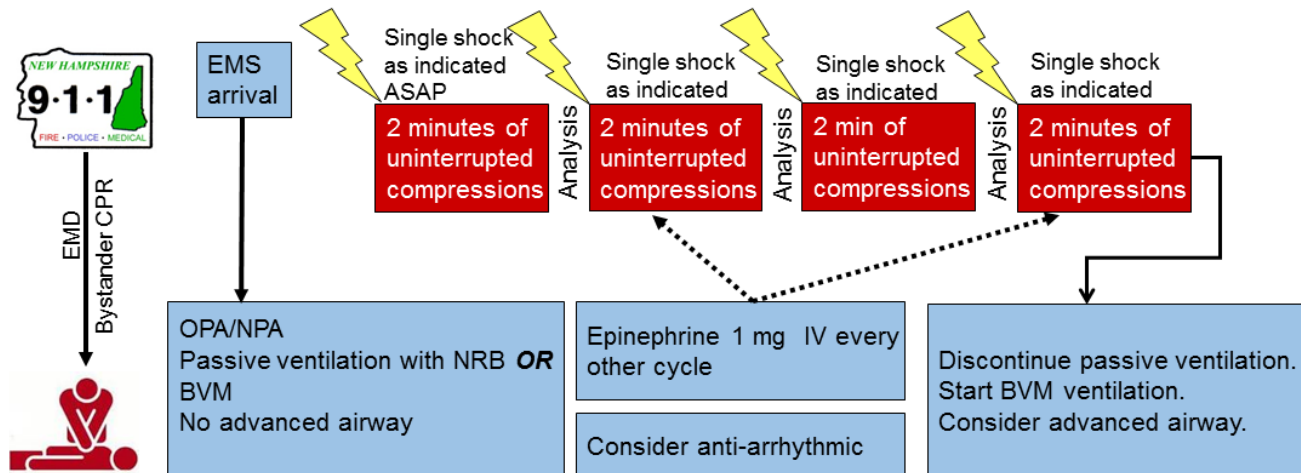 NEW HAMPSHIRE
9·1·1
FIRE • POLICE • MEDICAL
EMD
Bystander CPR
EMS
arrival
Single shock
as indicated
ASAP
2 minutes of
uninterrupted
compressions
Analysis
Single shock
as indicated
2 minutes of
uninterrupted
compressions
Analysis
Single shock
as indicated
2 min of
uninterrupted
compressions
Analysis
Single shock
as indicated
2 minutes of
uninterrupted
compressions
OPA/NPA
Passive ventilation with NRB OR
BVM
No advanced airway
Epinephrine 1 mg IV every
other cycle
Consider anti-arrhythmic
Discontinue passive ventilation.
Start BVM ventilation.
Consider advanced airway.